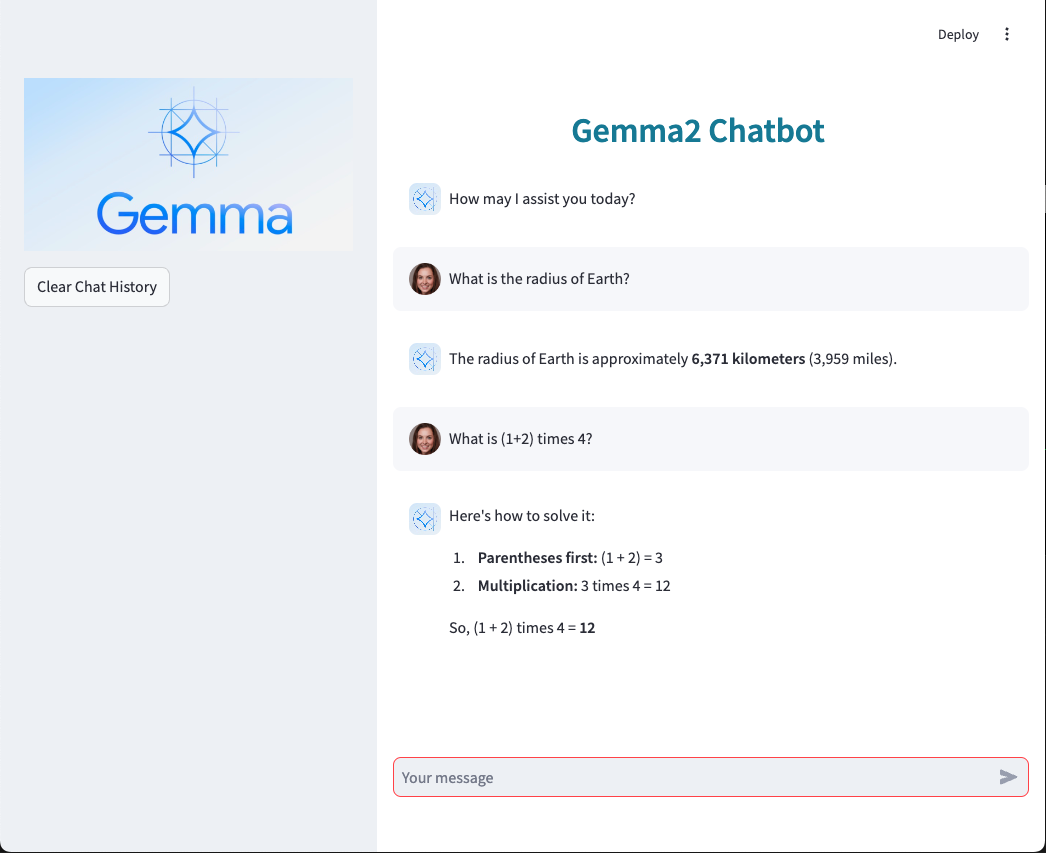 Deploy
Gemma
Clear Chat History
Gemma2 Chatbot
How may I assist you today?
What is the radius of Earth?
The radius of Earth is approximately 6,371 kilometers (3,959 miles).
What is (1+2) times 4?
Here's how to solve it:
1. Parentheses first: (1 + 2) = 3
2. Multiplication: 3 times 4 = 12
So, (1 + 2) times 4 = 12
Your message